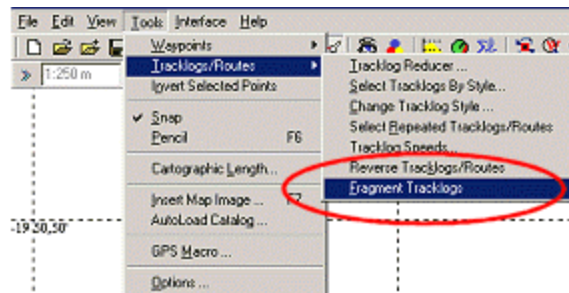 File Edit View Tools Interface Help
1:250 m
Waypoints
Tracklogs/Routes
Invert Selected Points
Snap
Pencil F6
Cartographic Length...
Insert Map Image ... F7
AutoLoad Catalog...
GPS Macro ...
Options ...
Tracklog Reducer ...
Select Tracklogs By Style...
Change Tracklog Style ...
Select Repeated Tracklogs/Routes
Tracklog Speeds...
Reverse Tracklogs/Routes
Fragment Tracklogs
-19 30,50'